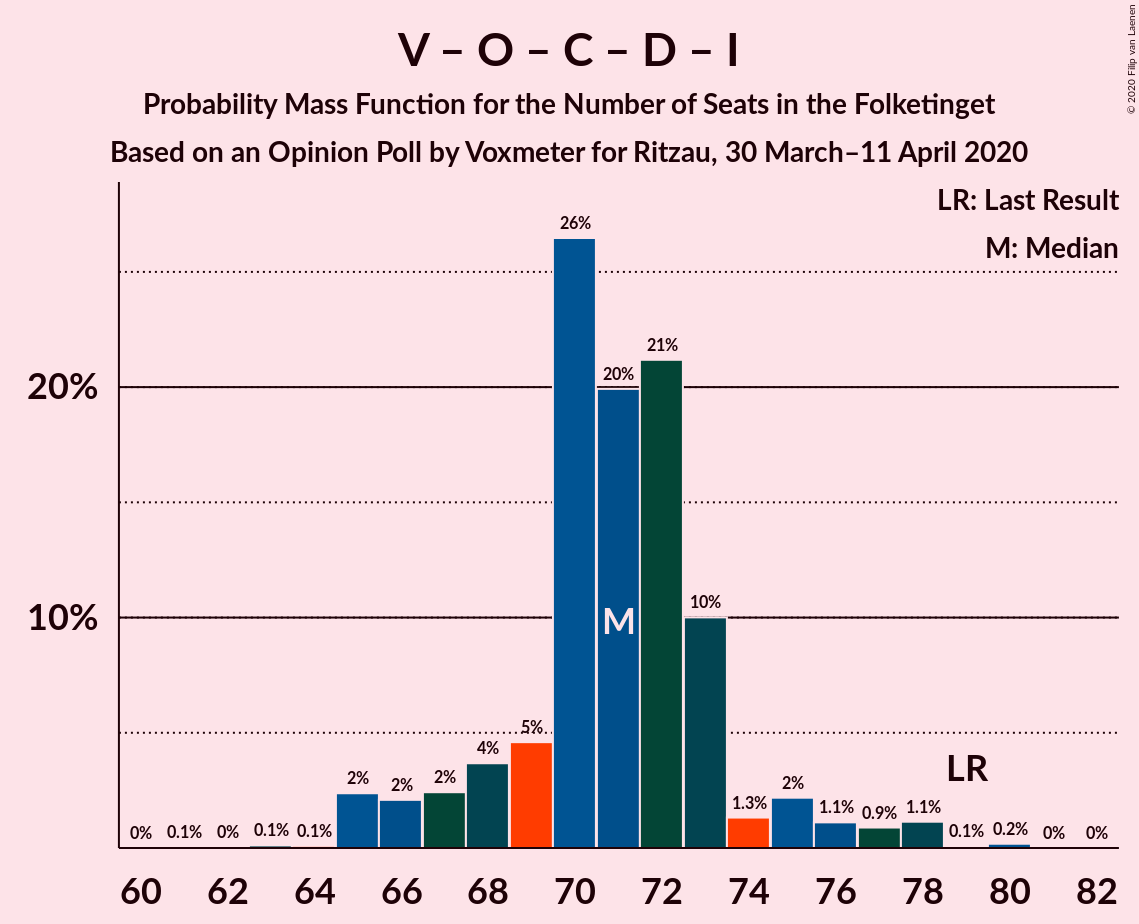 V – O – C – D – I
Probability Mass Function for the Number of Seats in the Folketinget
Based on an Opinion Poll by Voxmeter for Ritzau, 30 March–11 April 2020
© 2020 Filip van Laenen
LR: Last Result
M: Median
26%
21%
20%
20%
10%
M
10%
5%
4%
LR
2%
2%
2%
2%
1.3%
1.1%
0.9%
1.1%
0%
0.1%
0%
0.1%
0.1%
0.1%
0.2%
0%
0%
60 62 64 66 68 70 72 74 76 78 80 82